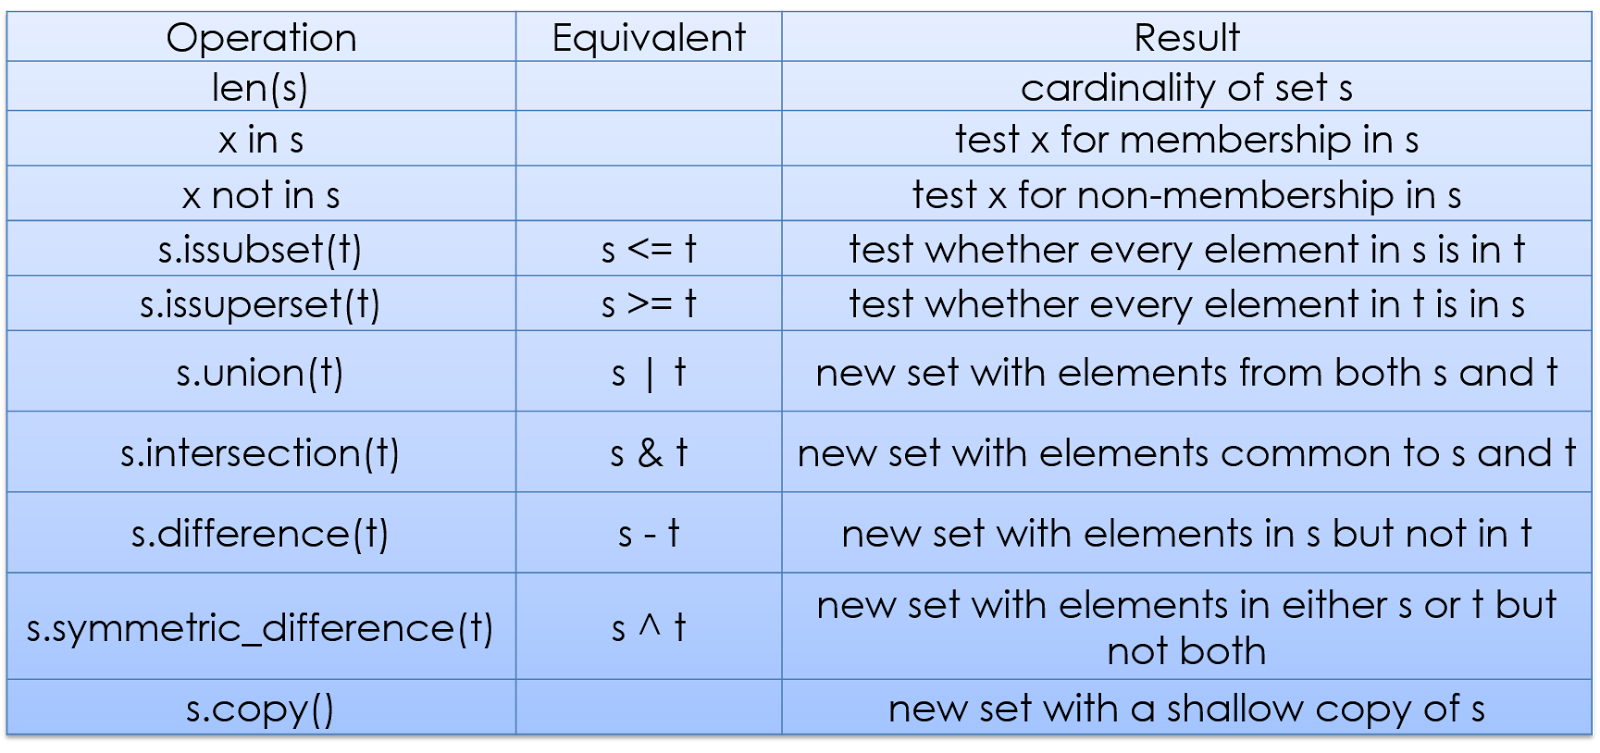 Operation Equivalent Result
len(s) cardinality of set s
x in s test x for membership in s
x not in s test x for non-membership in s
s.issubset(t) s <= t test whether every element in s is in t
s.issuperset(t) s >= t test whether every element in t is in s
s.union(t) s | t new set with elements from both s and t
s.intersection(t) s & t new set with elements common to s and t
s.difference(t) s - t new set with elements in s but not in t
s.symmetric_difference(t) s ^ t new set with elements in either s or t but
not both
s.copy() new set with a shallow copy of s